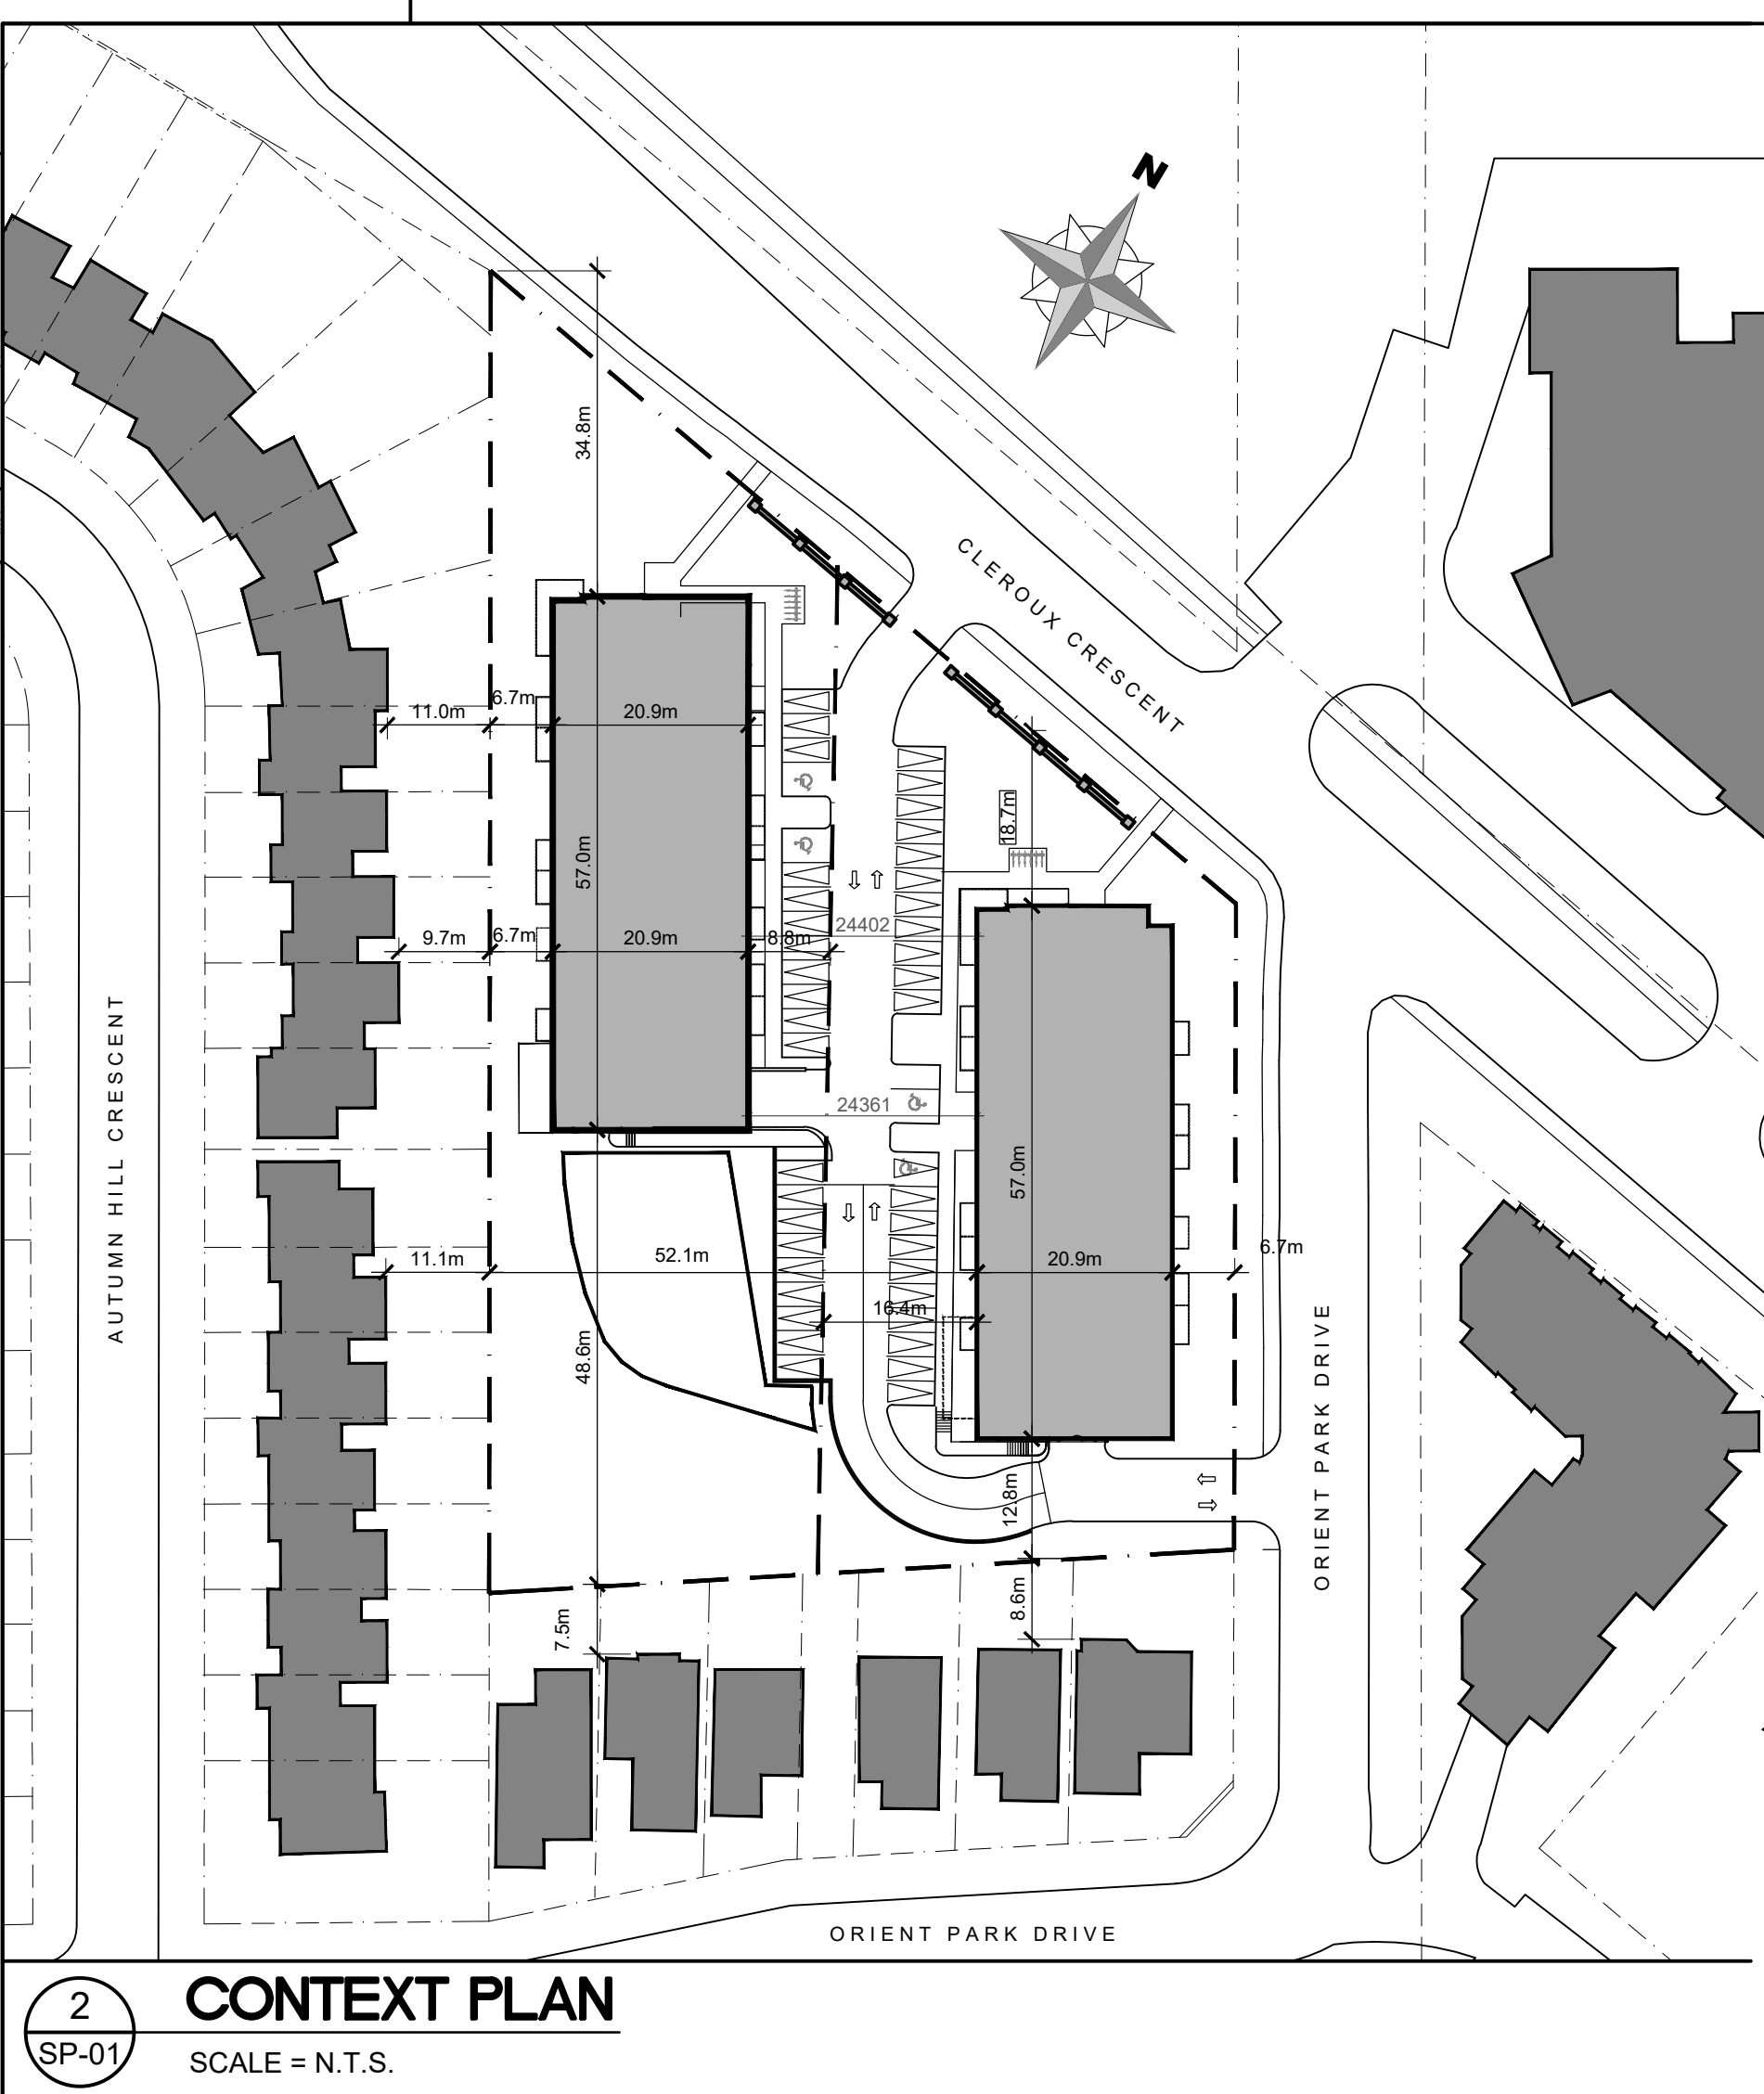 N
34.8m
CLEROUX CRESCENT
11.0m
6.7m
20.9m
18.7m
57.0m
9.7m
6.7m
20.9m
8.8m
24402
24361
AUTUMN HILL CRESCENT
57.0m
11.1m
52.1m
20.9m
6.7m
16.4m
48.6m
ORIENT PARK DRIVE
12.8m
7.5m
8.6m
ORIENT PARK DRIVE
2
SP-01
CONTEXT PLAN
SCALE = N.T.S.